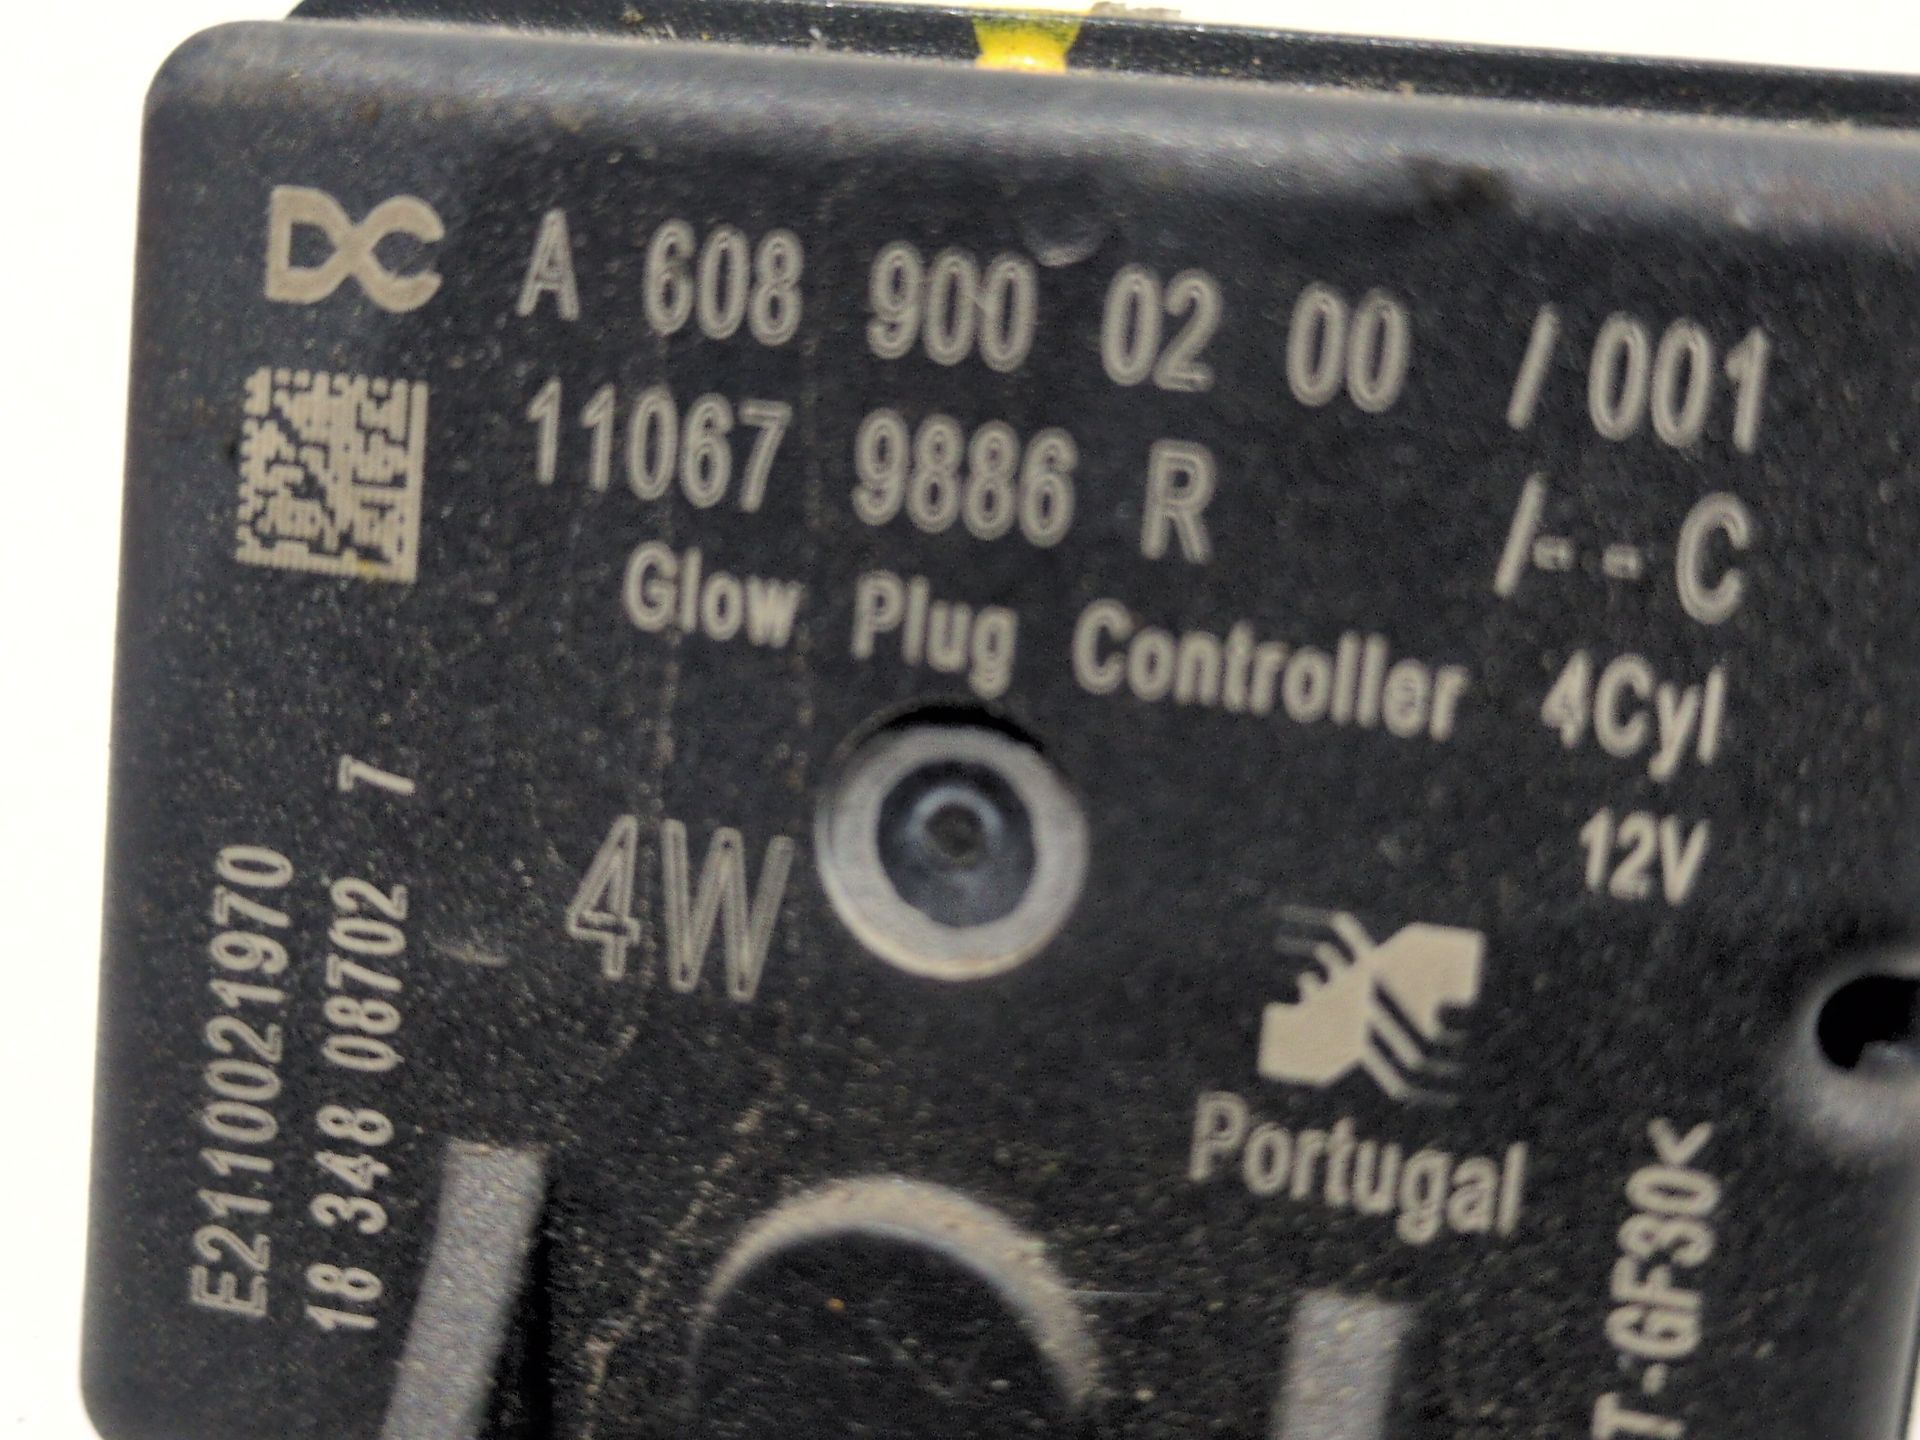 DC A 608 900 02 00 /001
11067 9886 R /--C
Glow Plug Controller 4Cyl
12V
4W
Portugal
E2110021970
18 348 08702 7
T-GF30<